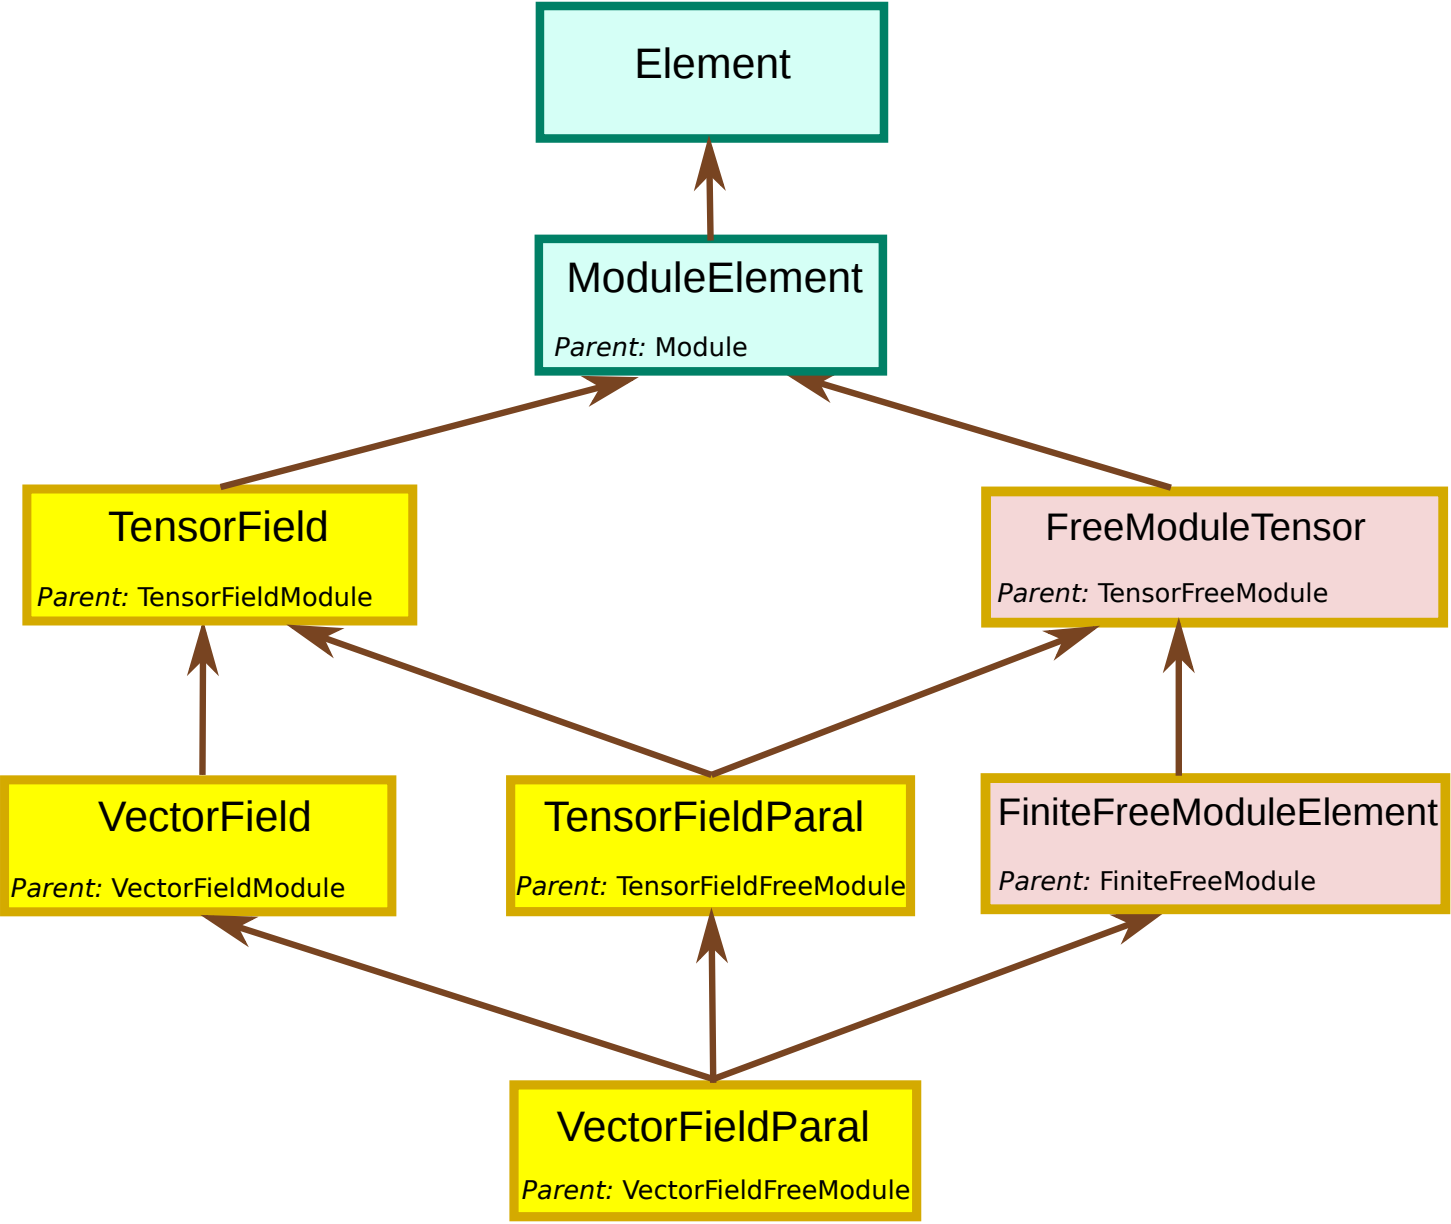 Element
ModuleElement
Parent: Module
TensorField
Parent: TensorFieldModule
FreeModuleTensor
Parent: TensorFreeModule
VectorField
Parent: VectorFieldModule
TensorFieldParal
Parent: TensorFieldFreeModule
FiniteFreeModuleElement
Parent: FiniteFreeModule
VectorFieldParal
Parent: VectorFieldFreeModule